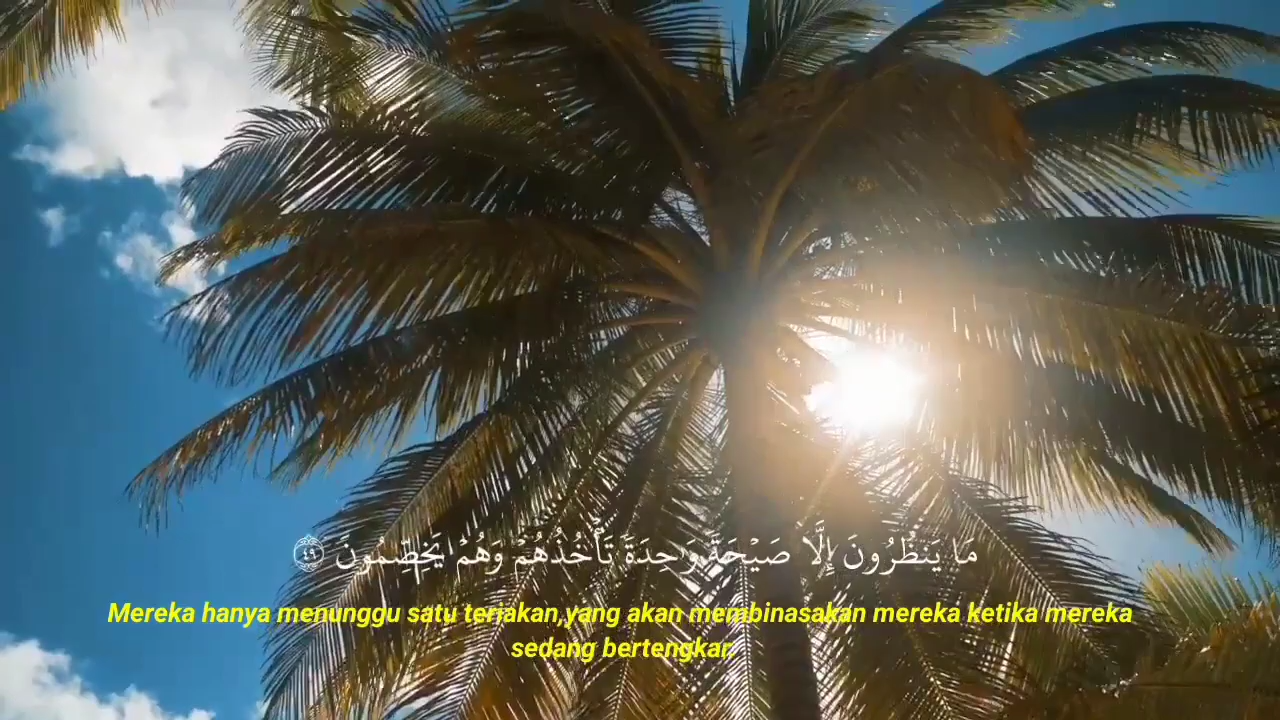 مَا يَنظُرُونَ إِلَّا صَيْحَةً وَٰحِدَةً تَأْخُذُهُمْ وَهُمْ يَخِصِّمُونَ ٤٩
Mereka hanya menunggu satu teriakan,yang akan membinasakan mereka ketika mereka
sedang bertengkar.